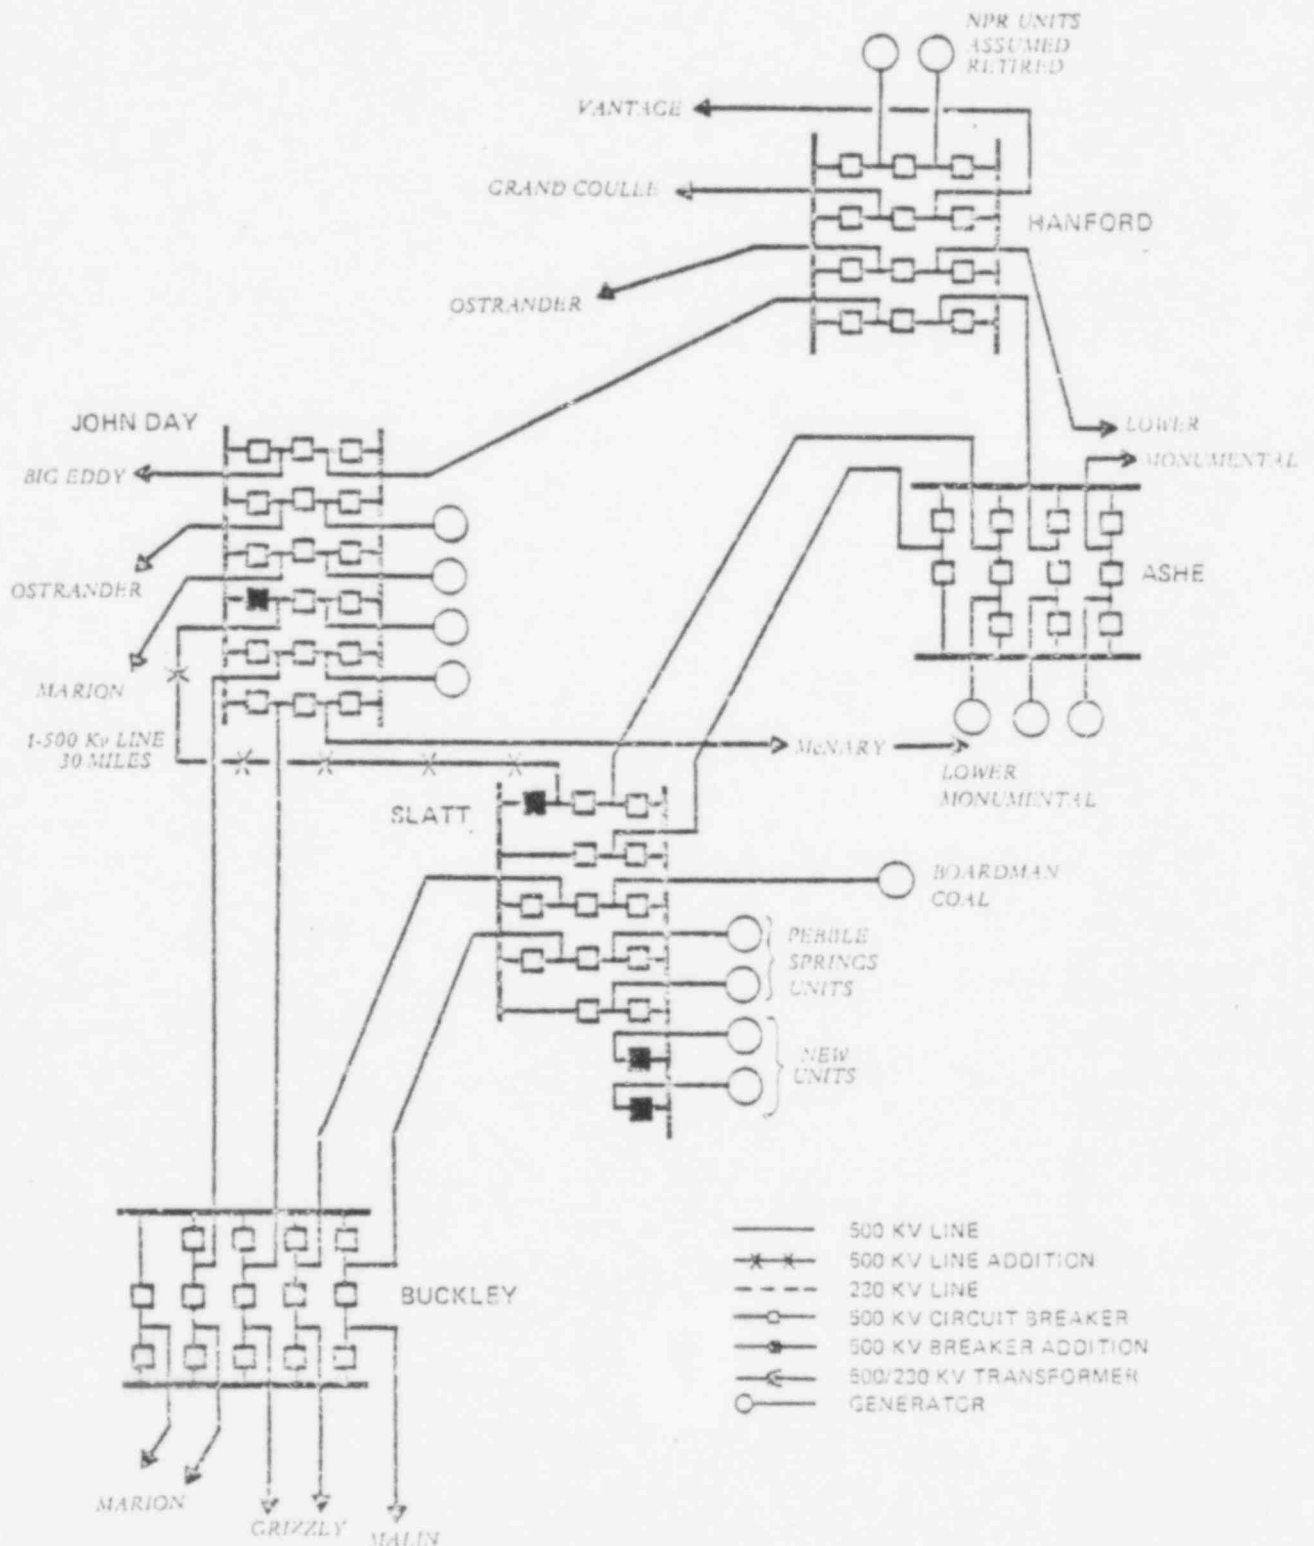 NPR UNITS
ASSUMED
RETIRED
VANTAGE
GRAND COULLE
HANFORD
OSTRANDER
JOHN DAY
BIG EDDY
LOWER
MONUMENTAL
ASHE
OSTRANDER
MARION
1-500 Kv LINE
30 MILES
McNARY
LOWER
MONUMENTAL
SLATT
BOARDMAN
COAL
PEBBLE
SPRINGS
UNITS
NEW
UNITS
BUCKLEY
500 KV LINE
500 KV LINE ADDITION
230 KV LINE
500 KV CIRCUIT BREAKER
500 KV BREAKER ADDITION
500/230 KV TRANSFORMER
GENERATOR
MARION
GRIZZLY
MALIN